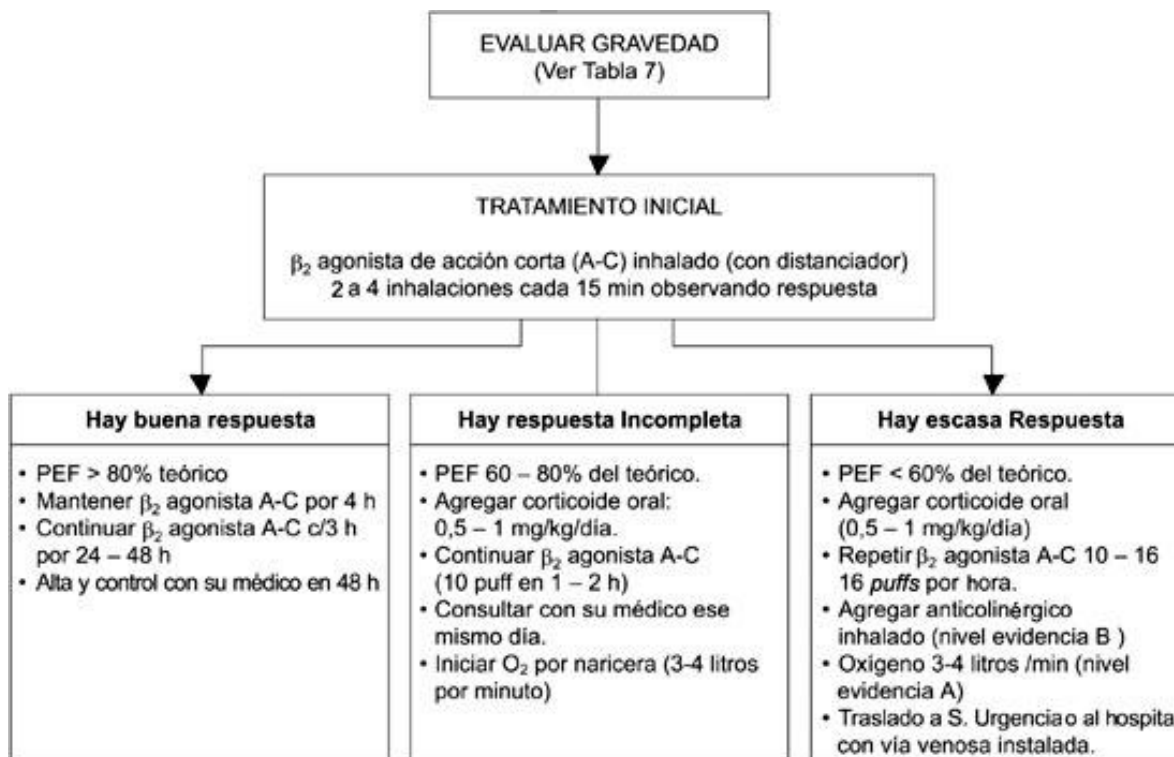 EVALUAR GRAVEDAD
(Ver Tabla 7)
TRATAMIENTO INICIAL
β₂ agonista de acción corta (A-C) inhalado (con distanciador)
2 a 4 inhalaciones cada 15 min observando respuesta
Hay buena respuesta
• PEF > 80% teórico
• Mantener β₂ agonista A-C por 4 h
• Continuar β₂ agonista A-C c/3 h
por 24 – 48 h
• Alta y control con su médico en 48 h
Hay respuesta Incompleta
• PEF 60 – 80% del teórico.
• Agregar corticoide oral:
0,5 – 1 mg/kg/día.
• Continuar β₂ agonista A-C
(10 puff en 1 – 2 h)
• Consultar con su médico ese
mismo día.
• Iniciar O₂ por naricera (3-4 litros
por minuto)
Hay escasa Respuesta
• PEF < 60% del teórico.
• Agregar corticoide oral
(0,5 – 1 mg/kg/día)
• Repetir β₂ agonista A-C 10 – 16
16 puffs por hora.
• Agregar anticolinérgico
inhalado (nivel evidencia B )
• Oxígeno 3-4 litros /min (nivel
evidencia A)
• Traslado a S. Urgencia o al hospita
con vía venosa instalada.